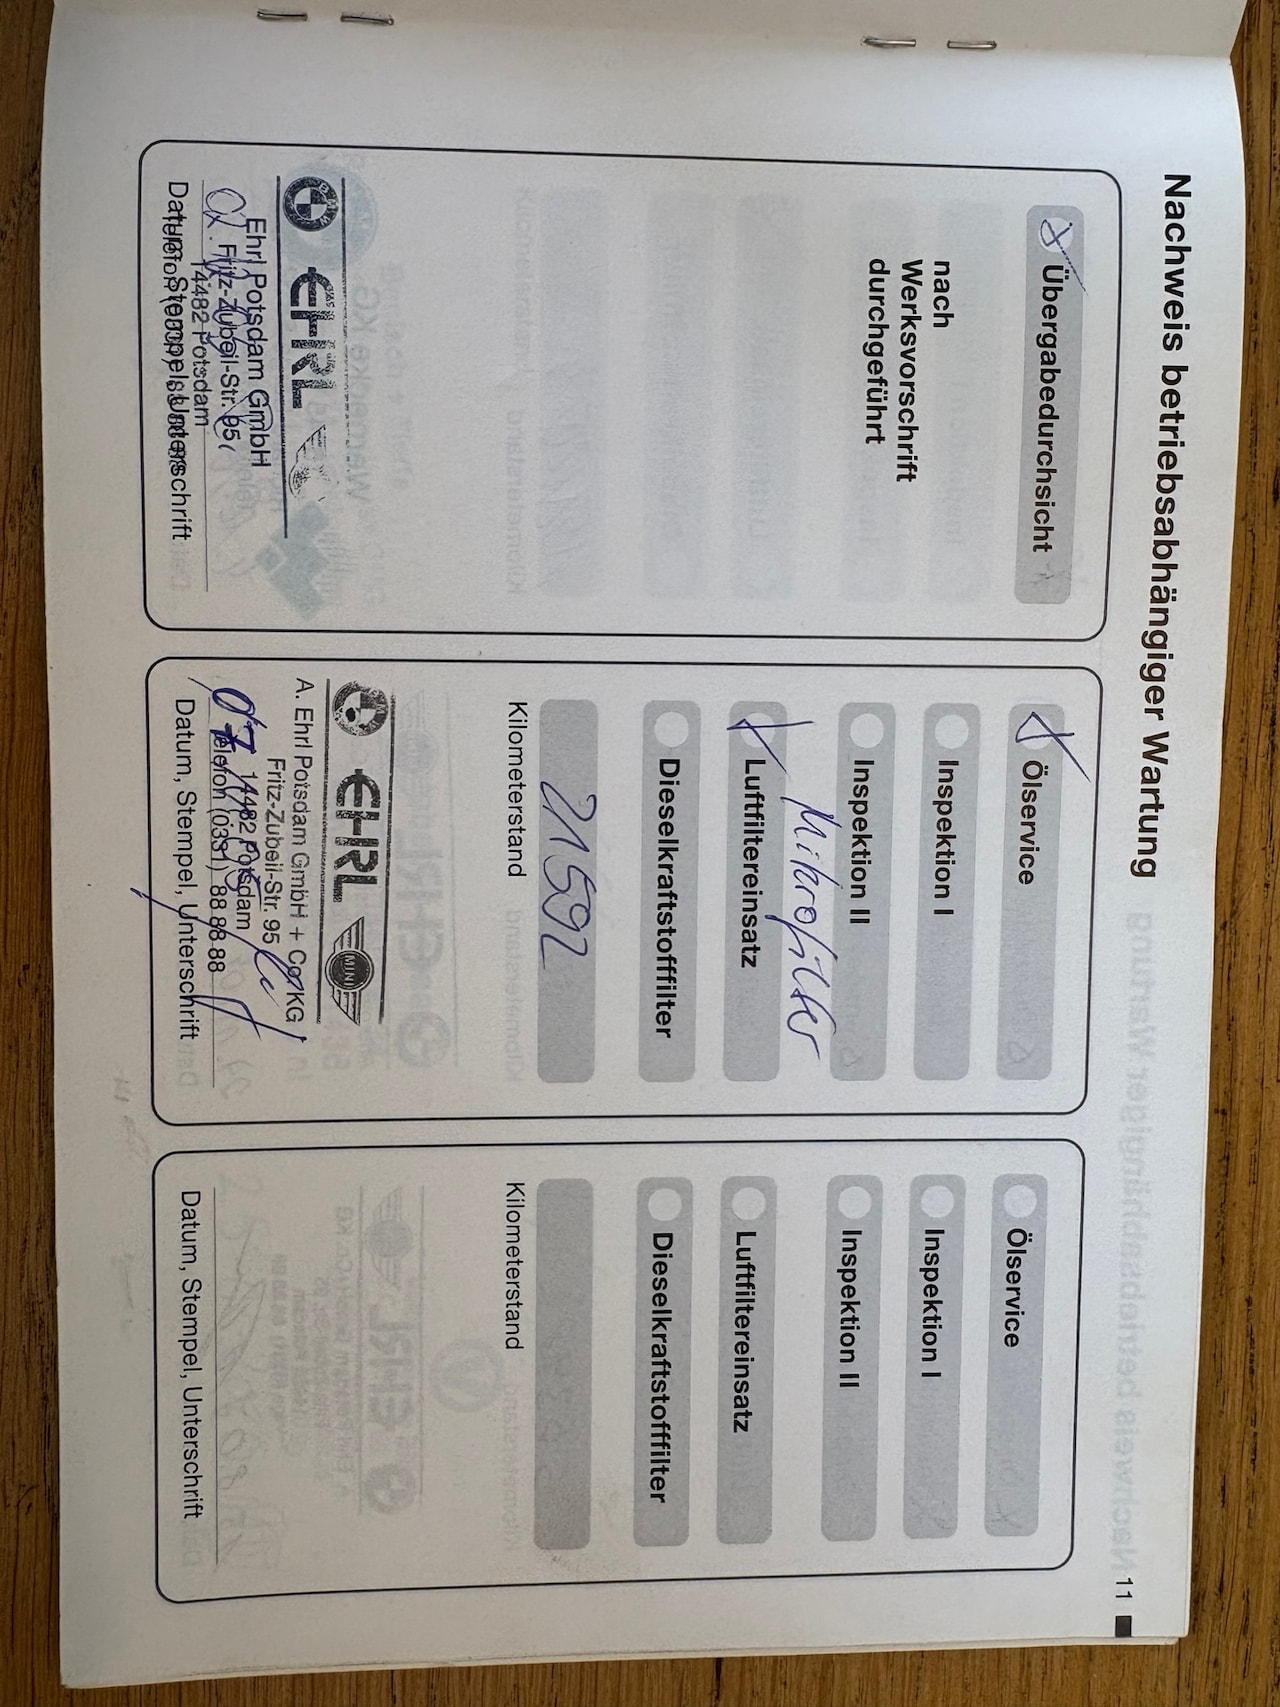 Nachweis betriebsabhängiger Wartung
Übergabedurchsicht
nach
Werksvorschrift
durchgeführt
EHRL
Ehrl Potsdam GmbH
Fritz-Zubeil-Str. 95
14482 Potsdam
Datum, Stempel, Unterschrift
Ölservice
Inspektion I
Inspektion II
Mikrofilter
Luftfiltereinsatz
Dieselkraftstofffilter
21592
Kilometerstand
EHRL
MINI
A. Ehrl Potsdam GmbH + Co. KG
Fritz-Zubeil-Str. 95
14482 Potsdam
Telefon (0331) 88.88.88
Datum, Stempel, Unterschrift
Ölservice
Inspektion I
Inspektion II
Luftfiltereinsatz
Dieselkraftstofffilter
Kilometerstand
Datum, Stempel, Unterschrift
11